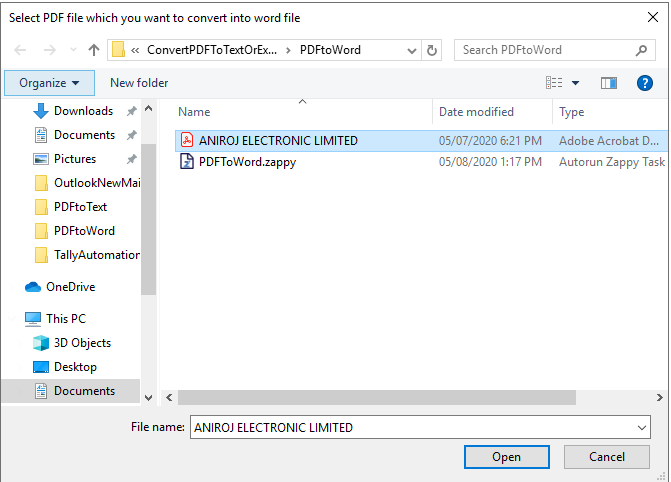 Select PDF file which you want to convert into word file
« ConvertPDFToTextOrEx... > PDFtoWord
Search PDFtoWord
Organize
New folder
Name
Date modified
Type
Downloads
Documents
Pictures
OutlookNewMai
PDFtoText
PDFtoWord
TallyAutomation
OneDrive
This PC
3D Objects
Desktop
Documents
ANIROJ ELECTRONIC LIMITED 05/07/2020 6:21 PM Adobe Acrobat D...
PDFToWord.zappy 05/08/2020 1:17 PM Autorun Zappy Task
File name: ANIROJ ELECTRONIC LIMITED
Open
Cancel